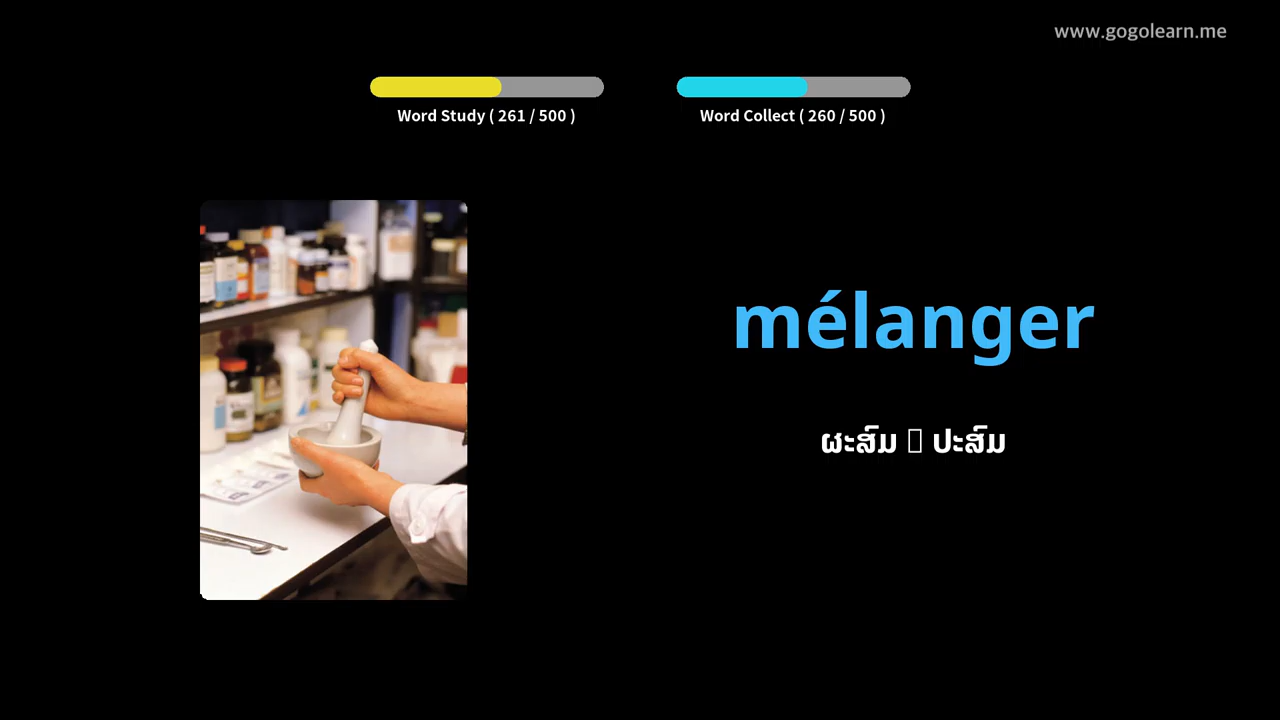 www.gogolearn.me
Word Study ( 261 / 500 )
Word Collect ( 260 / 500 )
mélanger
ຜະສົມ ປະສົມ